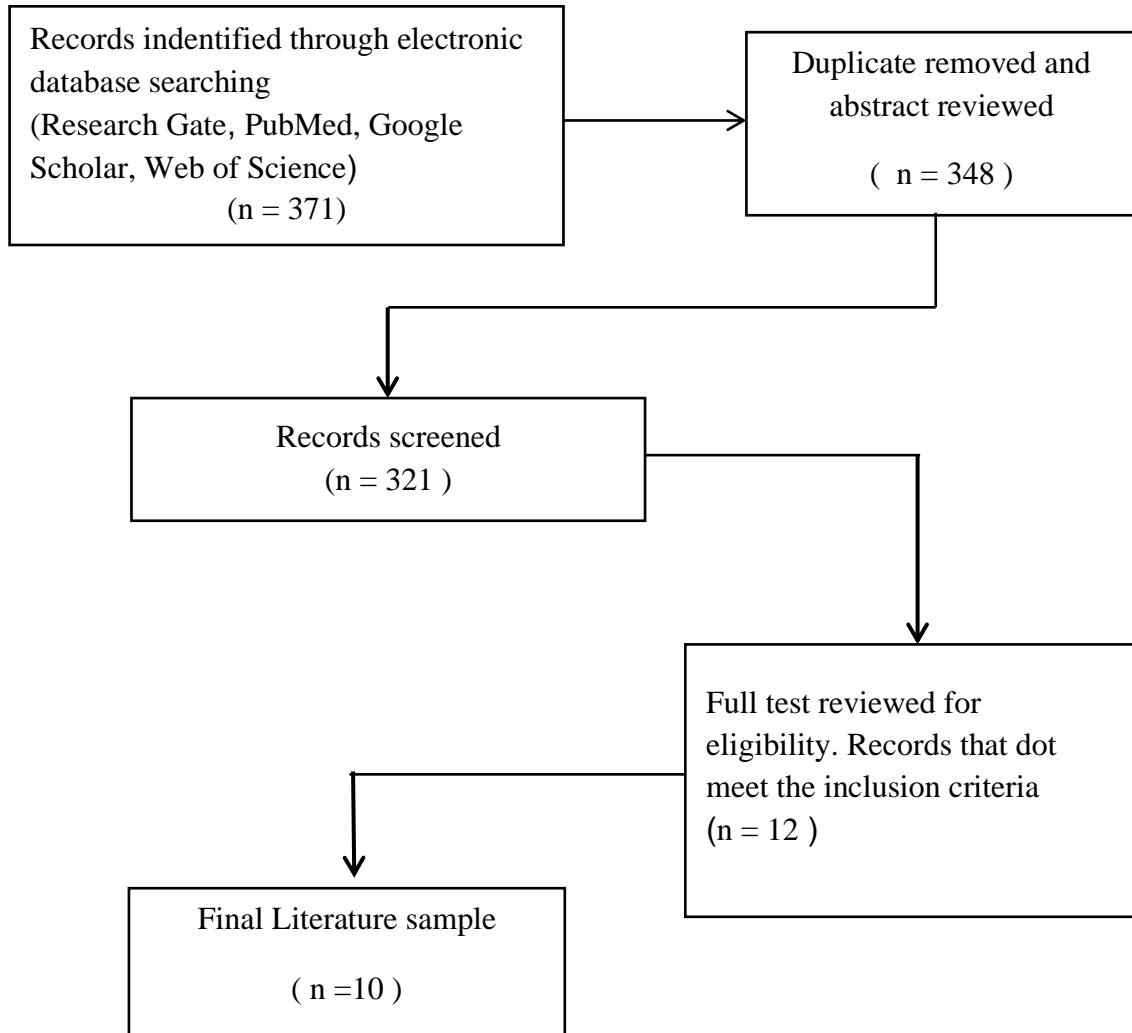 Records indentified through electronic
database searching
(Research Gate, PubMed, Google
Scholar, Web of Science)
(n = 371)
Duplicate removed and
abstract reviewed
( n = 348 )
Records screened
(n = 321 )
Full test reviewed for
eligibility. Records that dot
meet the inclusion criteria
(n = 12 )
Final Literature sample
( n =10 )